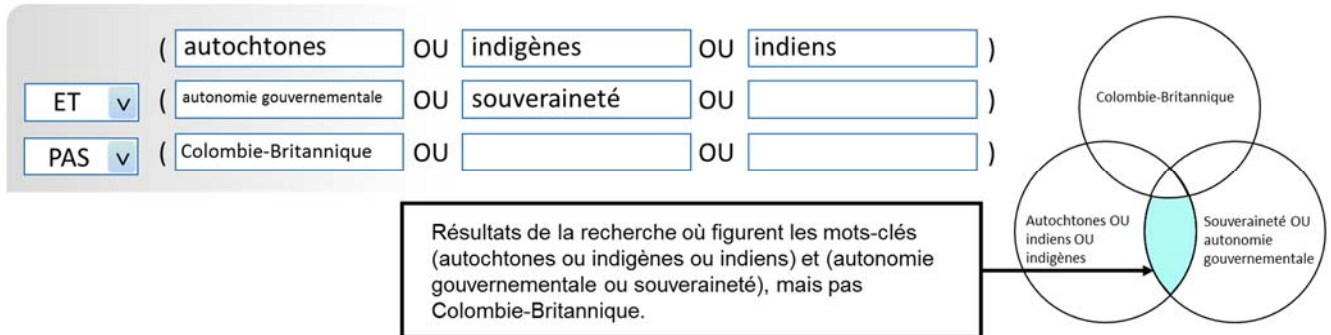 ( autochtones OU indigènes OU indiens )
ET v ( autonomie gouvernementale OU souveraineté OU )
PAS v ( Colombie-Britannique OU OU )
Colombie-Britannique
Autochtones OU
indiens OU
indigènes
Souveraineté OU
autonomie
gouvernementale
Résultats de la recherche où figurent les mots-clés
(autochtones ou indigènes ou indiens) et (autonomie
gouvernementale ou souveraineté), mais pas
Colombie-Britannique.